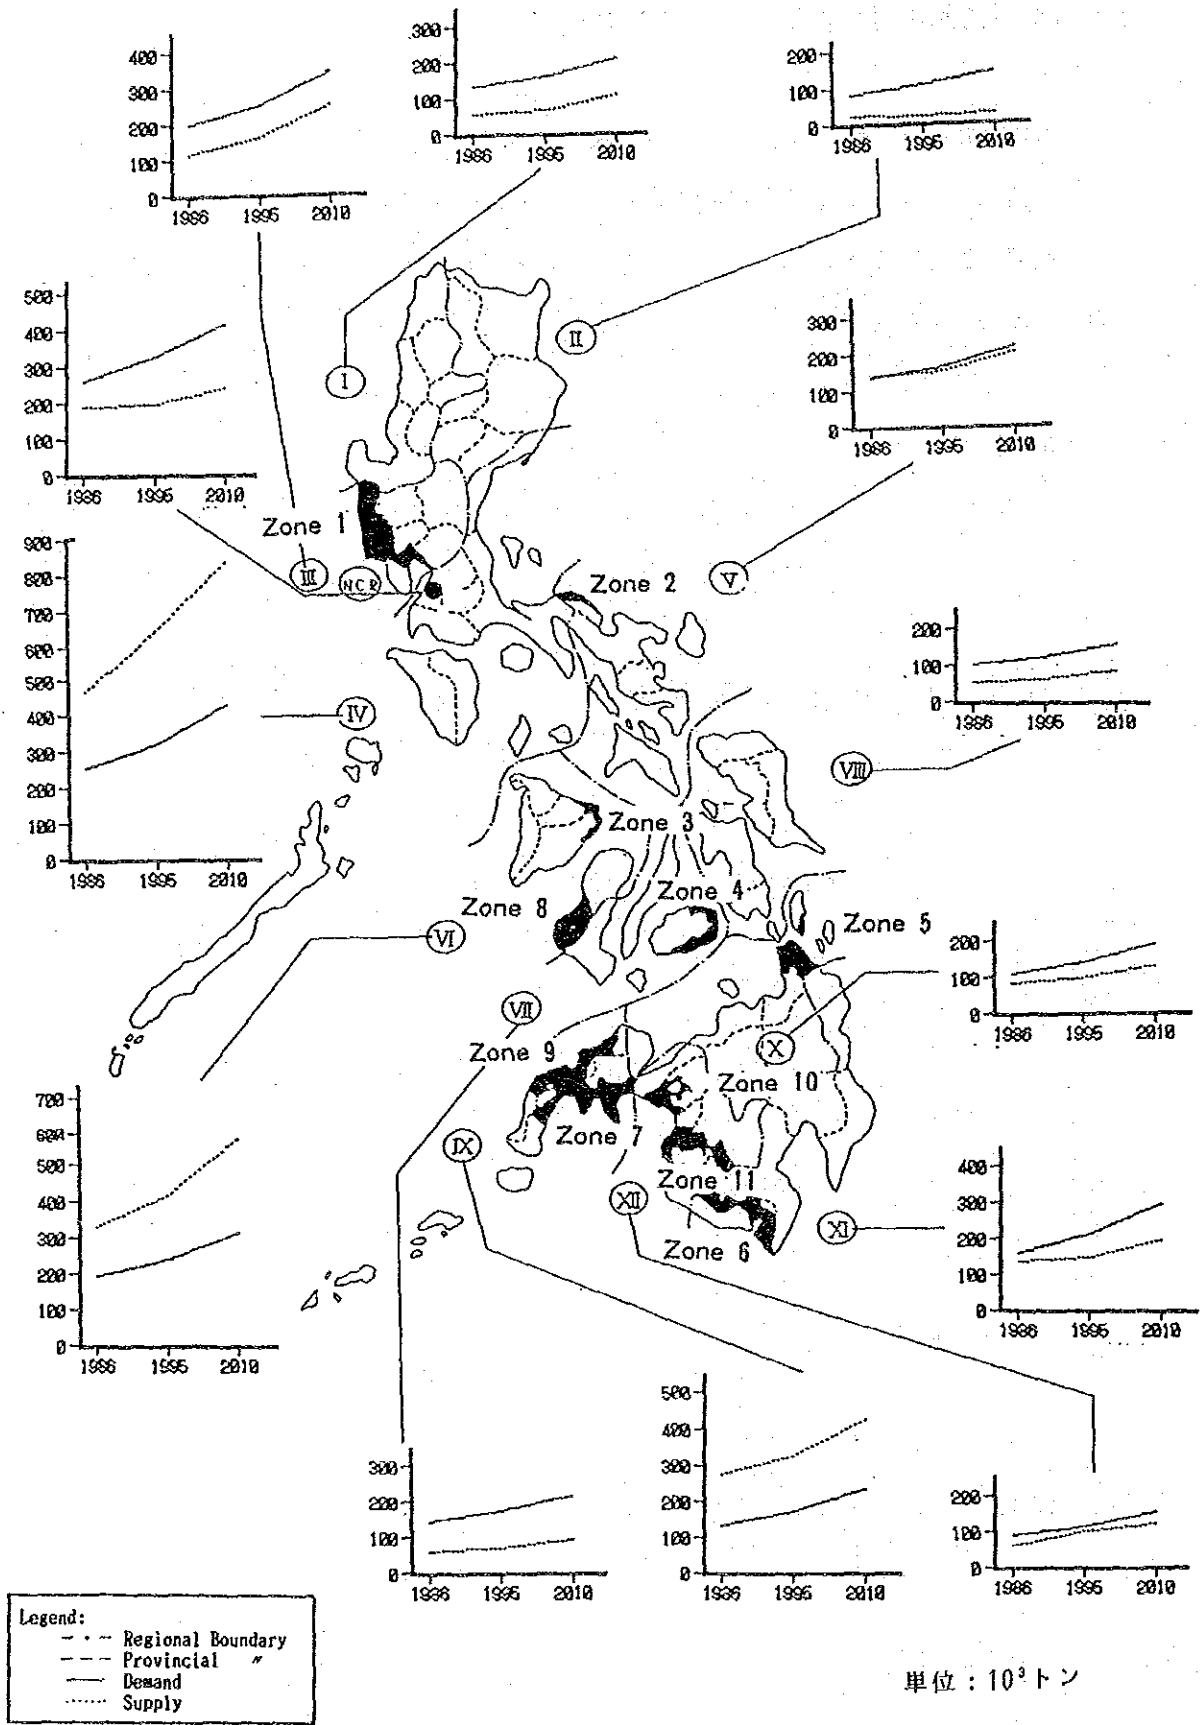 400
300
200
100
0
1986 1995 2010
300
200
100
0
1986 1995 2010
200
100
0
1986 1995 2010
500
400
300
200
100
0
1986 1995 2010
I
II
300
200
100
0
1986 1995 2010
Zone 1
III
NCR
Zone 2
V
900
800
700
600
500
400
300
200
100
0
1986 1995 2010
IV
200
100
0
1986 1995 2010
VIII
Zone 3
Zone 4
Zone 8
Zone 5
VI
200
100
0
1986 1995 2010
VII
X
Zone 9
Zone 10
700
600
500
400
300
200
100
0
1986 1995 2010
Zone 7
IX
Zone 11
XII
Zone 6
XI
400
300
200
100
0
1986 1995 2010
300
200
100
0
1986 1995 2010
500
400
300
200
100
0
1986 1995 2010
200
100
0
1986 1995 2010
Legend:
Regional Boundary
Provincial 〃
Demand
Supply
単位：10³トン